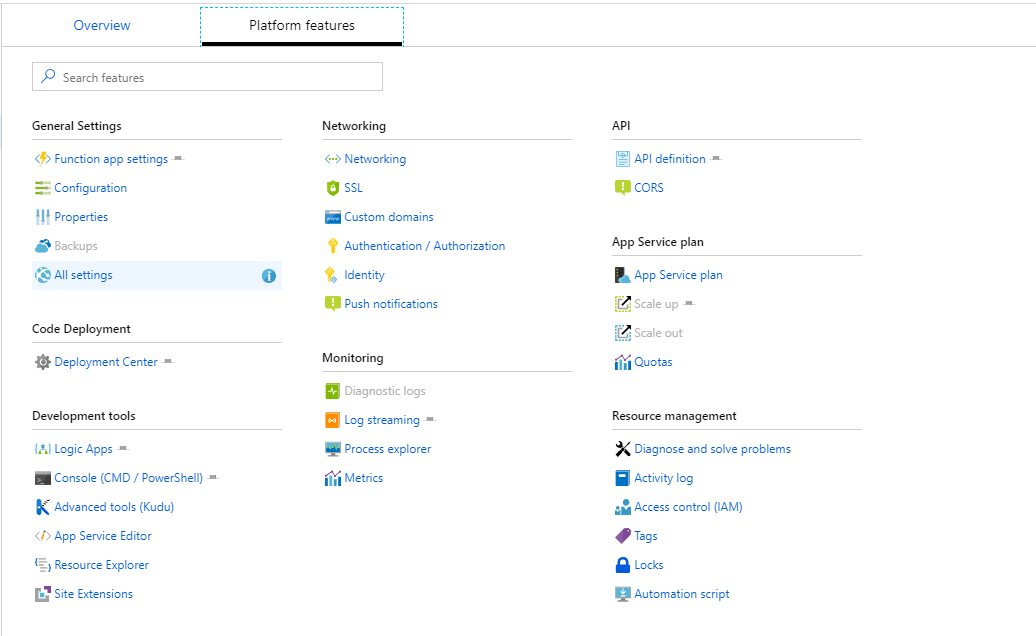 Overview
Platform features
Search features
General Settings
Function app settings
Configuration
Properties
Backups
All settings
Code Deployment
Deployment Center
Development tools
Logic Apps
Console (CMD / PowerShell)
Advanced tools (Kudu)
App Service Editor
Resource Explorer
Site Extensions
Networking
Networking
SSL
Custom domains
Authentication / Authorization
Identity
Push notifications
Monitoring
Diagnostic logs
Log streaming
Process explorer
Metrics
API
API definition
CORS
App Service plan
App Service plan
Scale up
Scale out
Quotas
Resource management
Diagnose and solve problems
Activity log
Access control (IAM)
Tags
Locks
Automation script